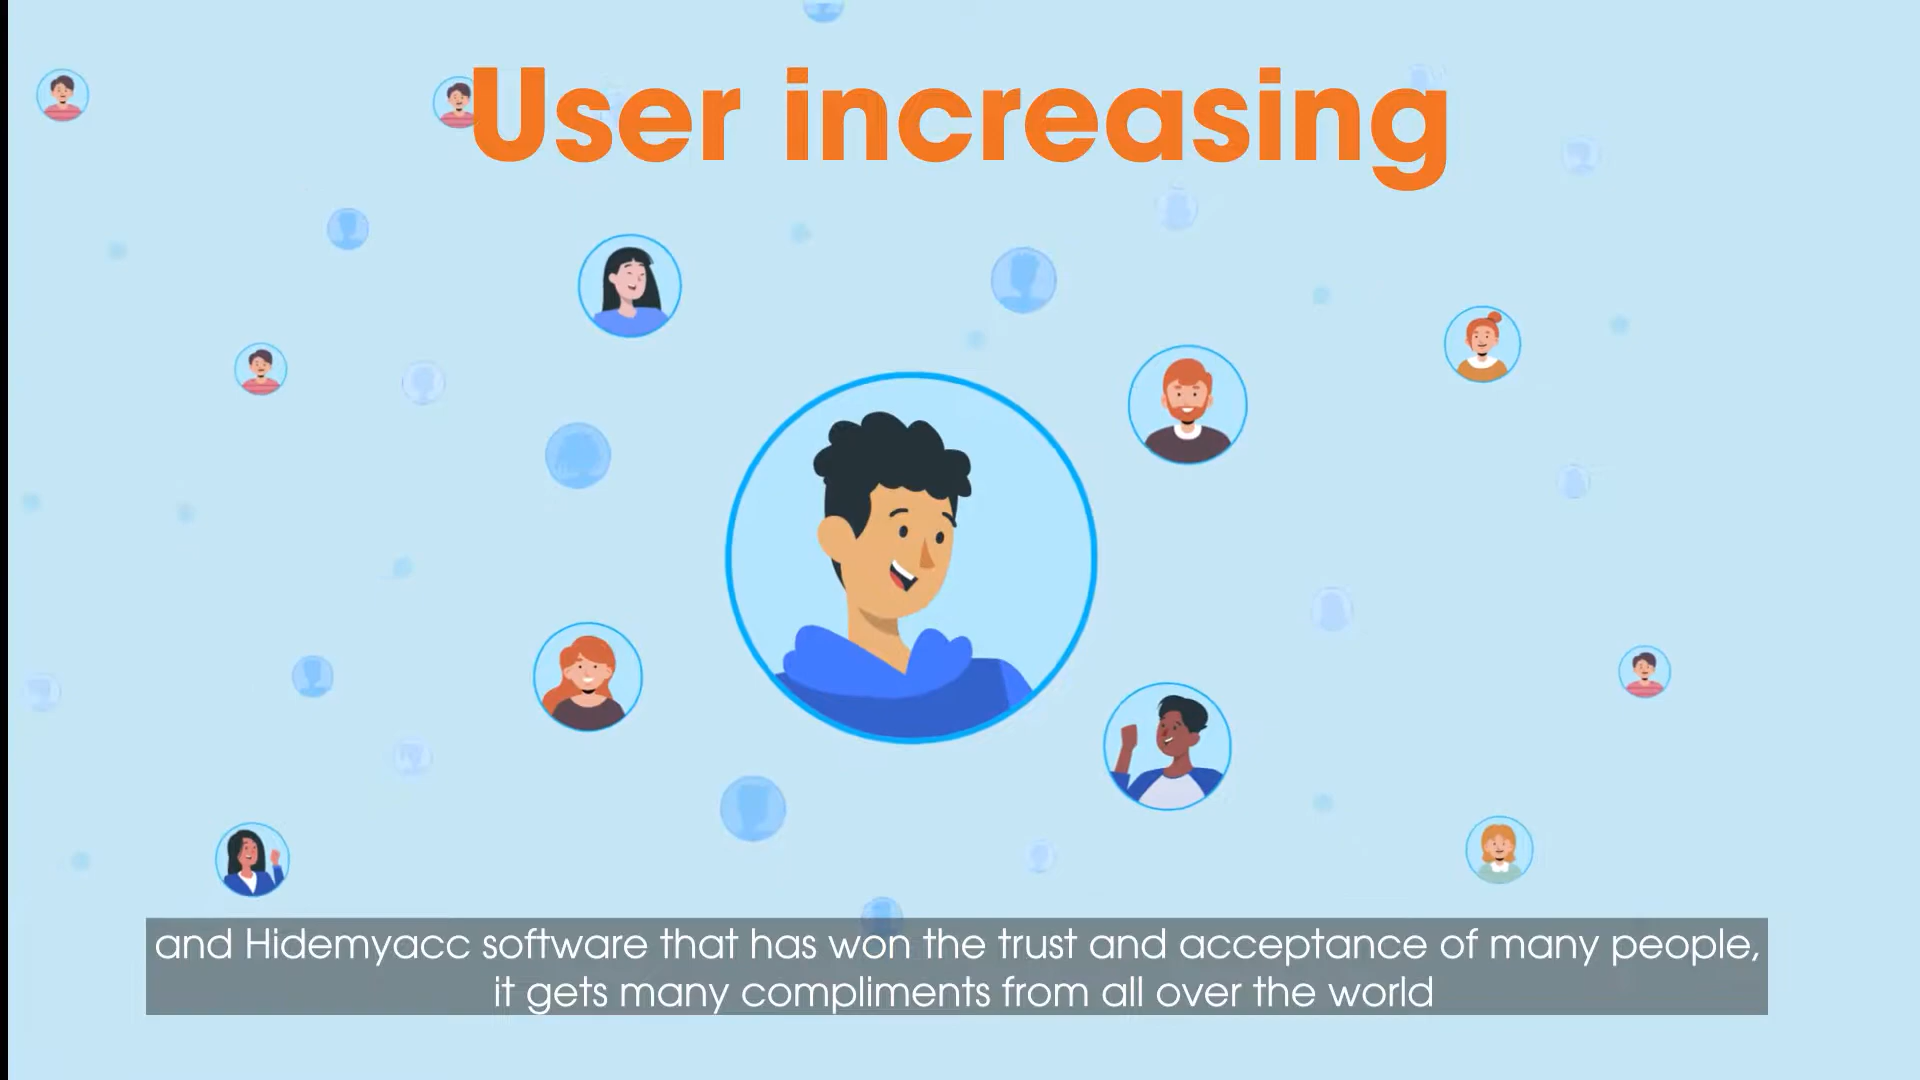 User increasing
and Hidemyacc software that has won the trust and acceptance of many people,
it gets many compliments from all over the world